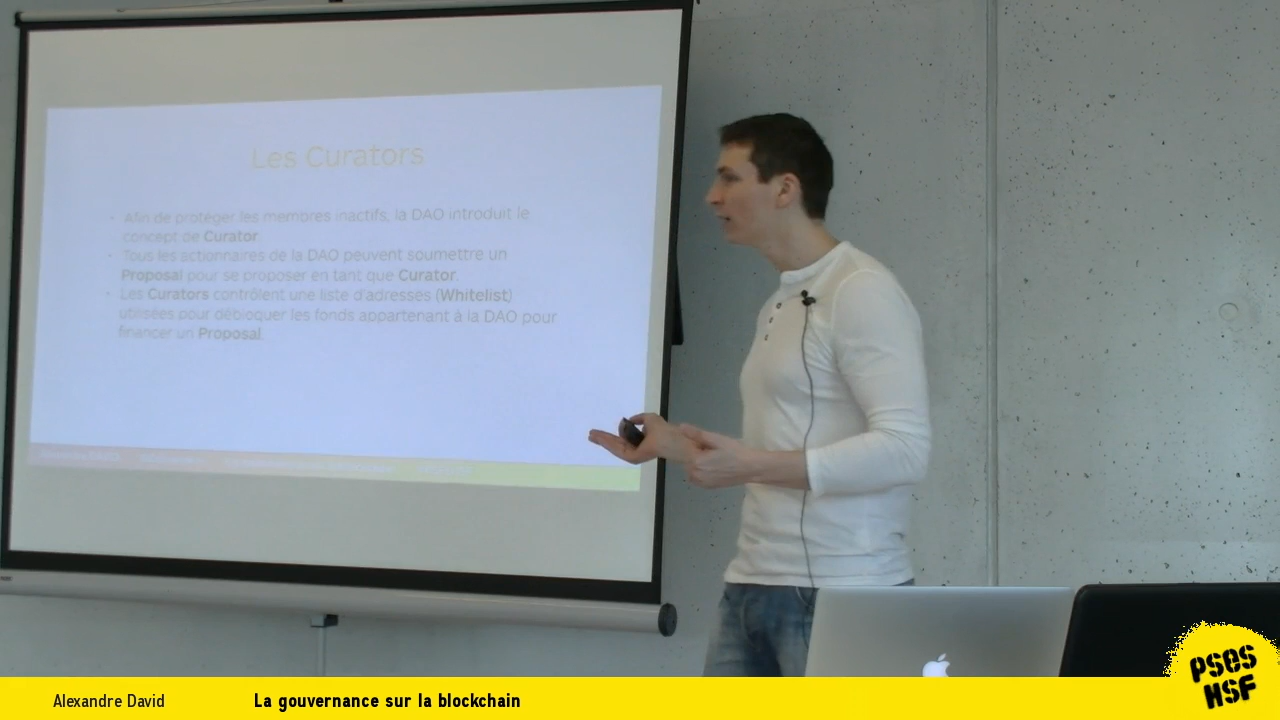 Les Curators
• Afin de protéger les membres inactifs, la DAO introduit le
concept de Curator.
• Tous les actionnaires de la DAO peuvent soumettre un
Proposal pour se proposer en tant que Curator.
• Les Curators contrôlent une liste d'adresses (Whitelist)
utilisées pour débloquer les fonds appartenant à la DAO pour
financer un Proposal.
Alexandre David La gouvernance sur la blockchain
PSES
HSF